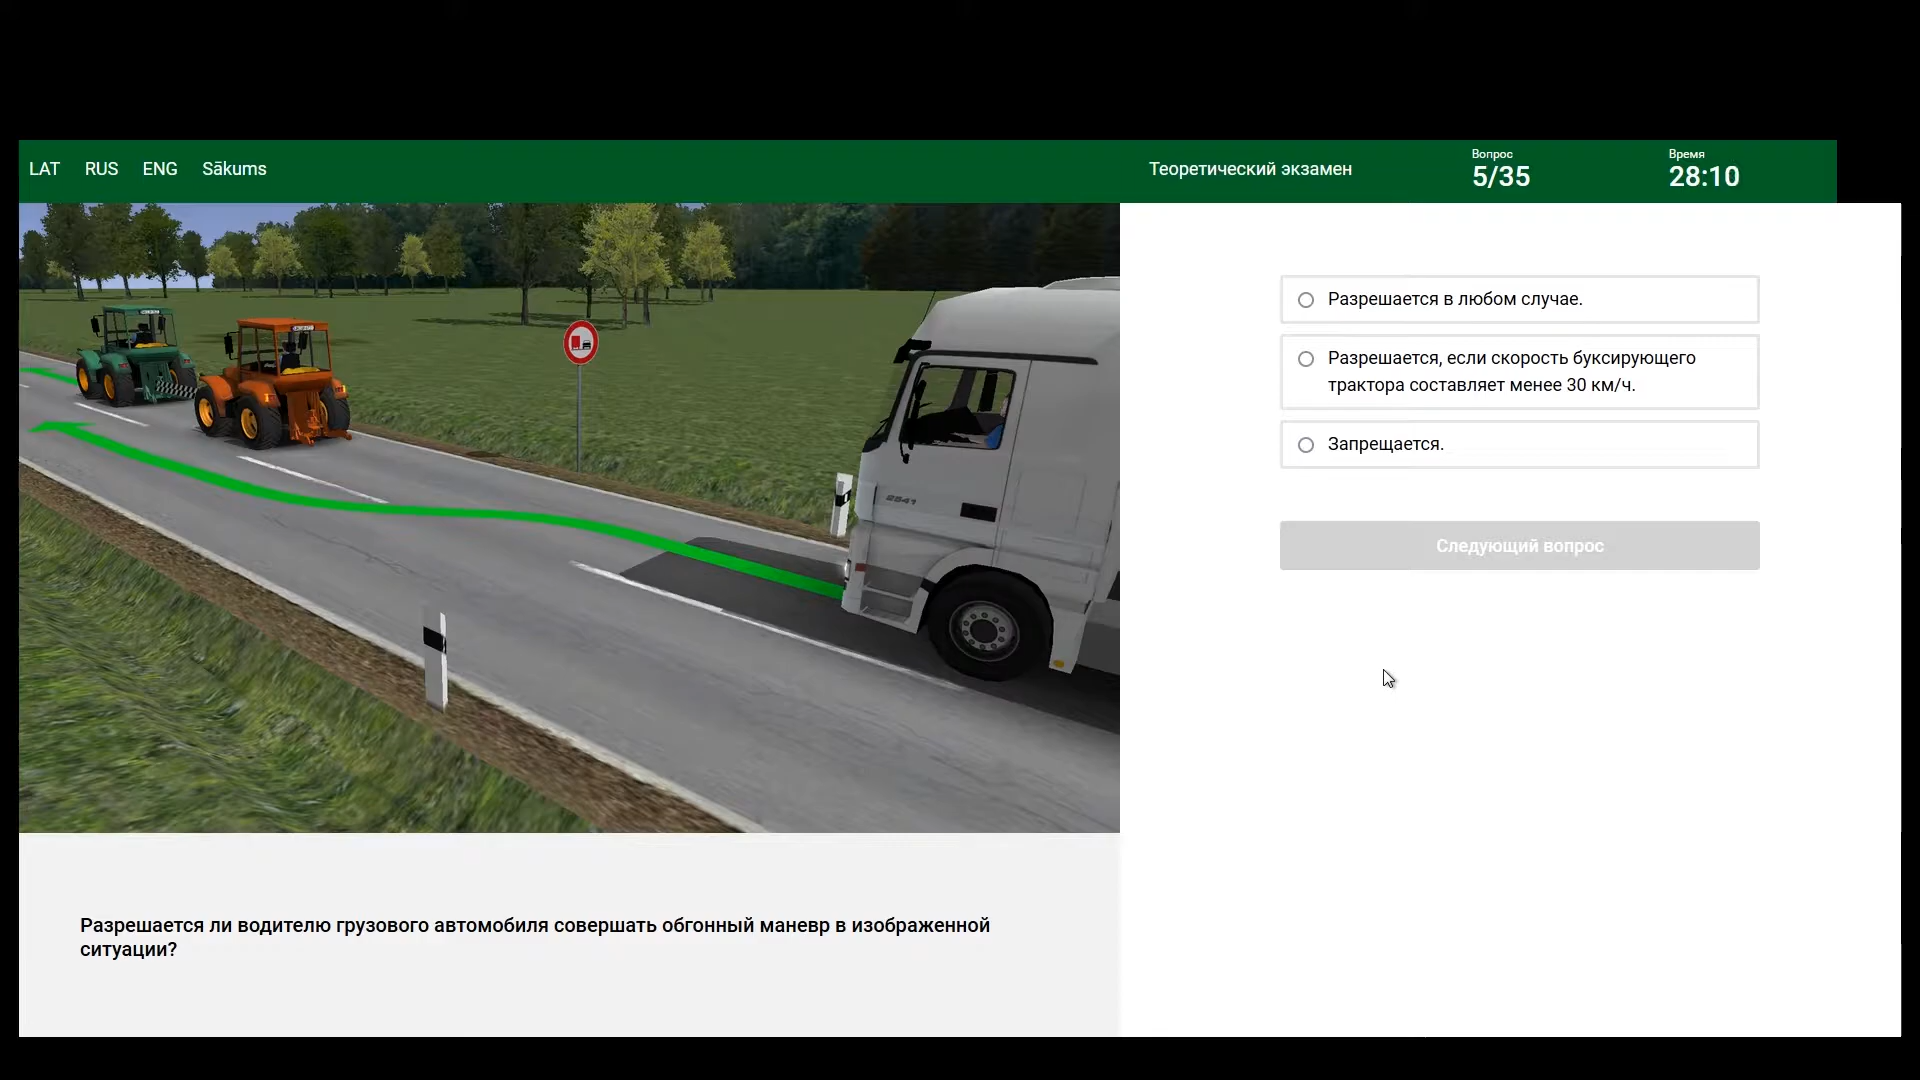 LAT RUS ENG Sākums
Теоретический экзамен
Вопрос
5/35
Время
28:10
Разрешается в любом случае.
Разрешается, если скорость буксирующего
трактора составляет менее 30 км/ч.
Запрещается.
Следующий вопрос
2541
Разрешается ли водителю грузового автомобиля совершать обгонный маневр в изображенной
ситуации?